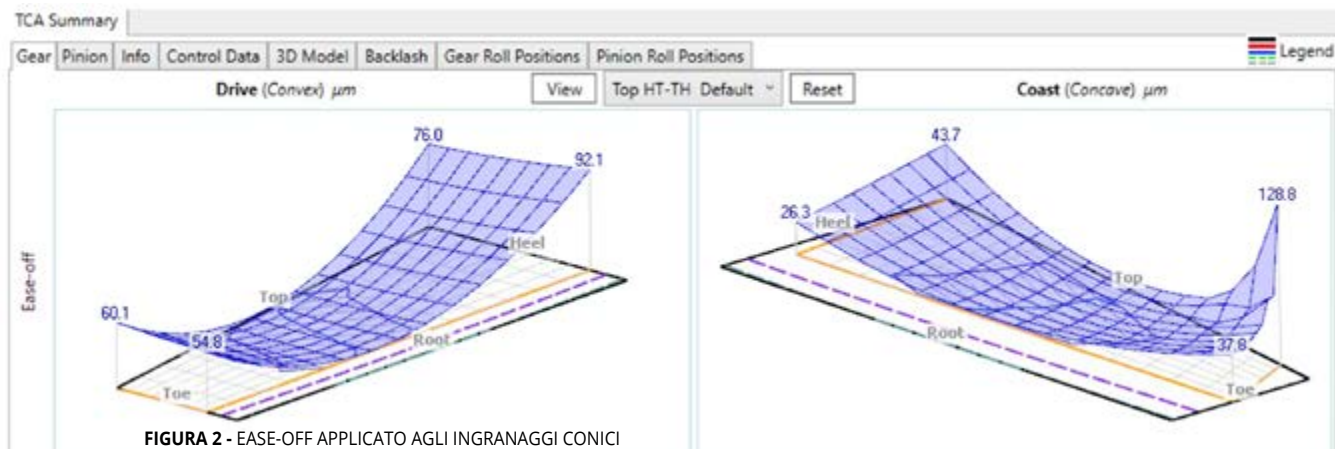 TCA Summary
Gear Pinion Info Control Data 3D Model Backlash Gear Roll Positions Pinion Roll Positions Legend
Drive (Convex) μm View Top HT-TH Default Reset Coast (Concave) μm
Ease-off
76.0
92.1
Heel
60.1
Top
54.8
Root
Toe
43.7
128.8
26.3
Heel
Top
Root
37.8
Toe
FIGURA 2 - EASE-OFF APPLICATO AGLI INGRANAGGI CONICI